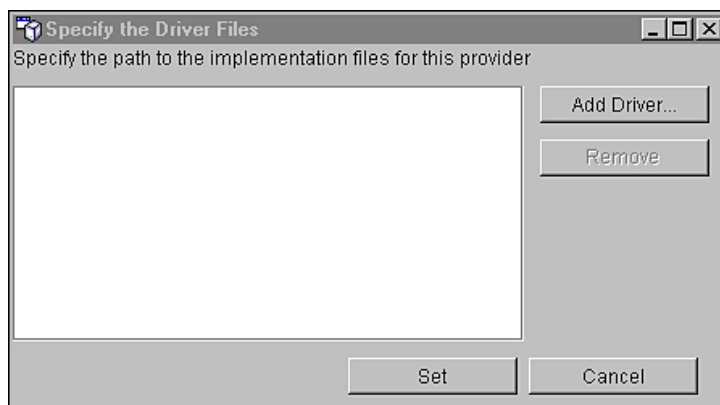 Specify the Driver Files
Specify the path to the implementation files for this provider
Add Driver...
Remove
Set
Cancel